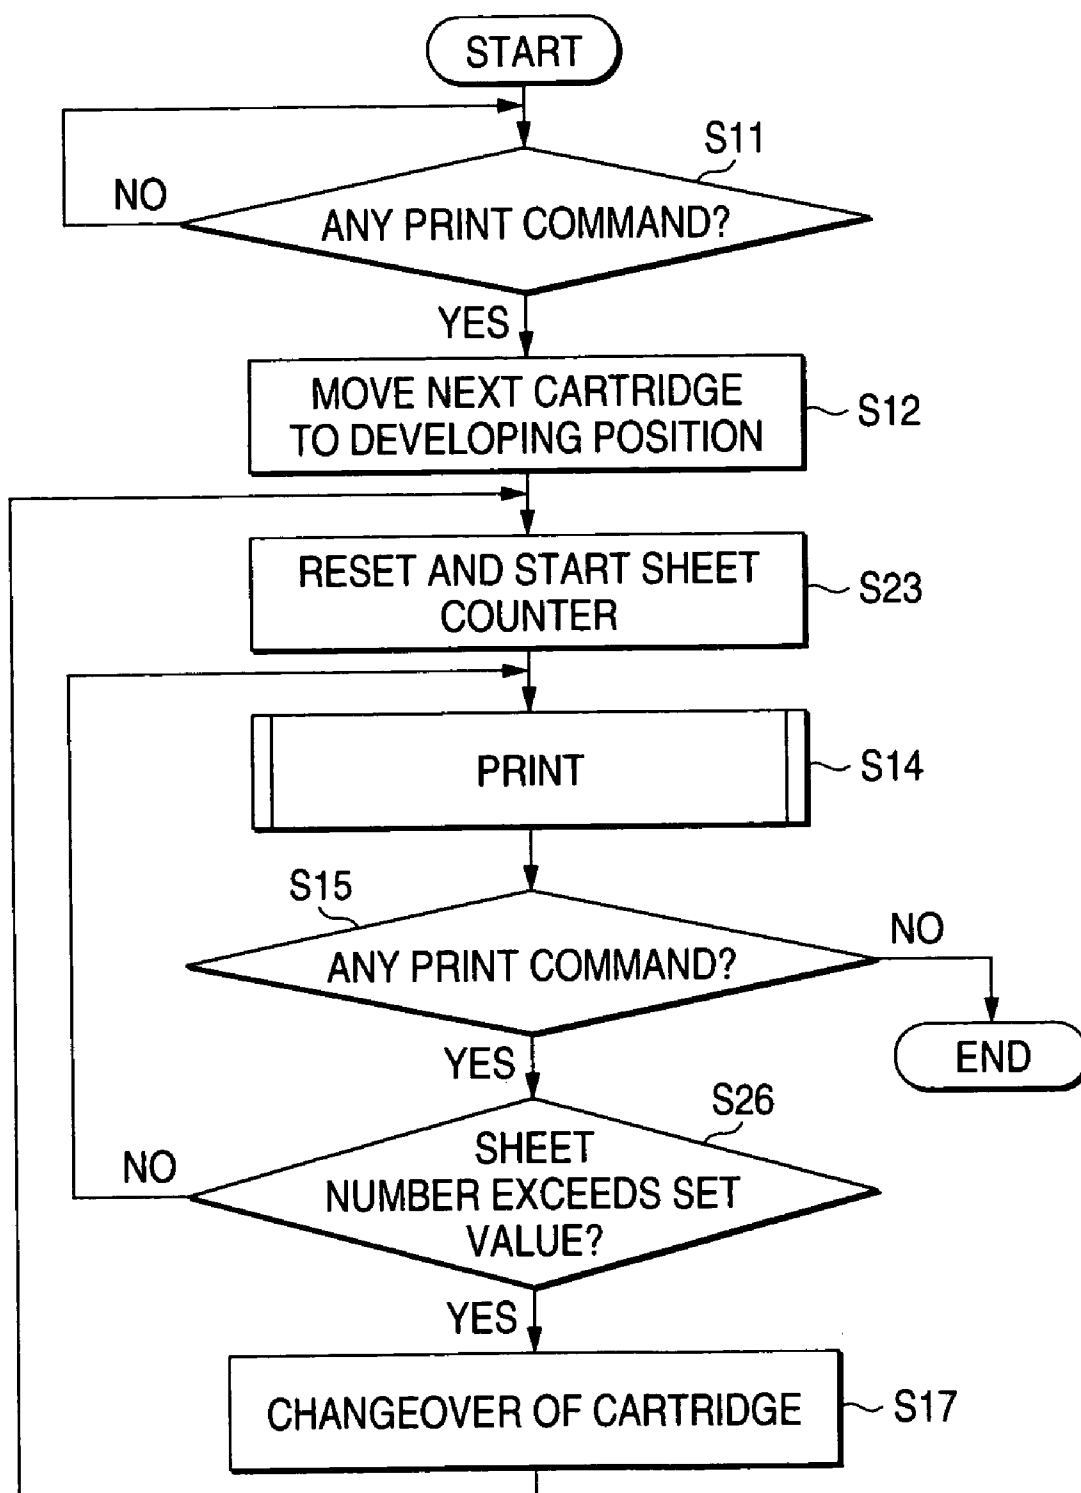 START
S11
NO
ANY PRINT COMMAND?
YES
MOVE NEXT CARTRIDGE
TO DEVELOPING POSITION
S12
RESET AND START SHEET
COUNTER
S23
PRINT
S14
S15
NO
ANY PRINT COMMAND?
YES
END
S26
NO
SHEET
NUMBER EXCEEDS SET
VALUE?
YES
CHANGEOVER OF CARTRIDGE
S17